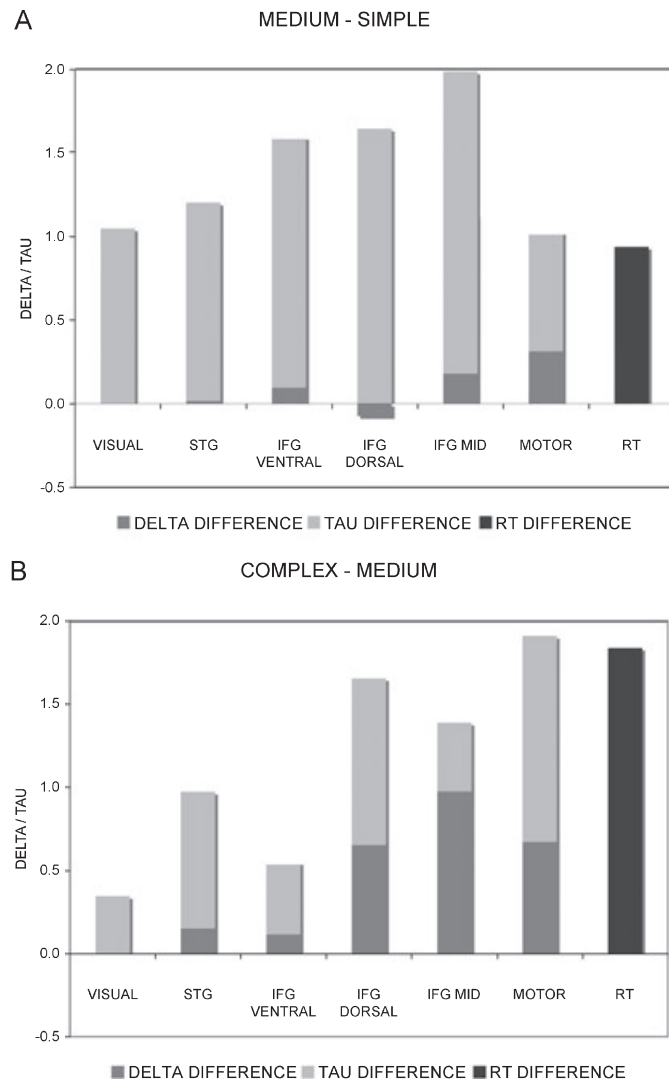 A
MEDIUM - SIMPLE
2.0
1.5
1.0
0.5
0.0
-0.5
DELTA / TAU
VISUAL
STG
IFG
VENTRAL
IFG
DORSAL
IFG MID
MOTOR
RT
DELTA DIFFERENCE
TAU DIFFERENCE
RT DIFFERENCE
B
COMPLEX - MEDIUM
2.0
1.5
1.0
0.5
0.0
-0.5
DELTA / TAU
VISUAL
STG
IFG
VENTRAL
IFG
DORSAL
IFG MID
MOTOR
RT
DELTA DIFFERENCE
TAU DIFFERENCE
RT DIFFERENCE